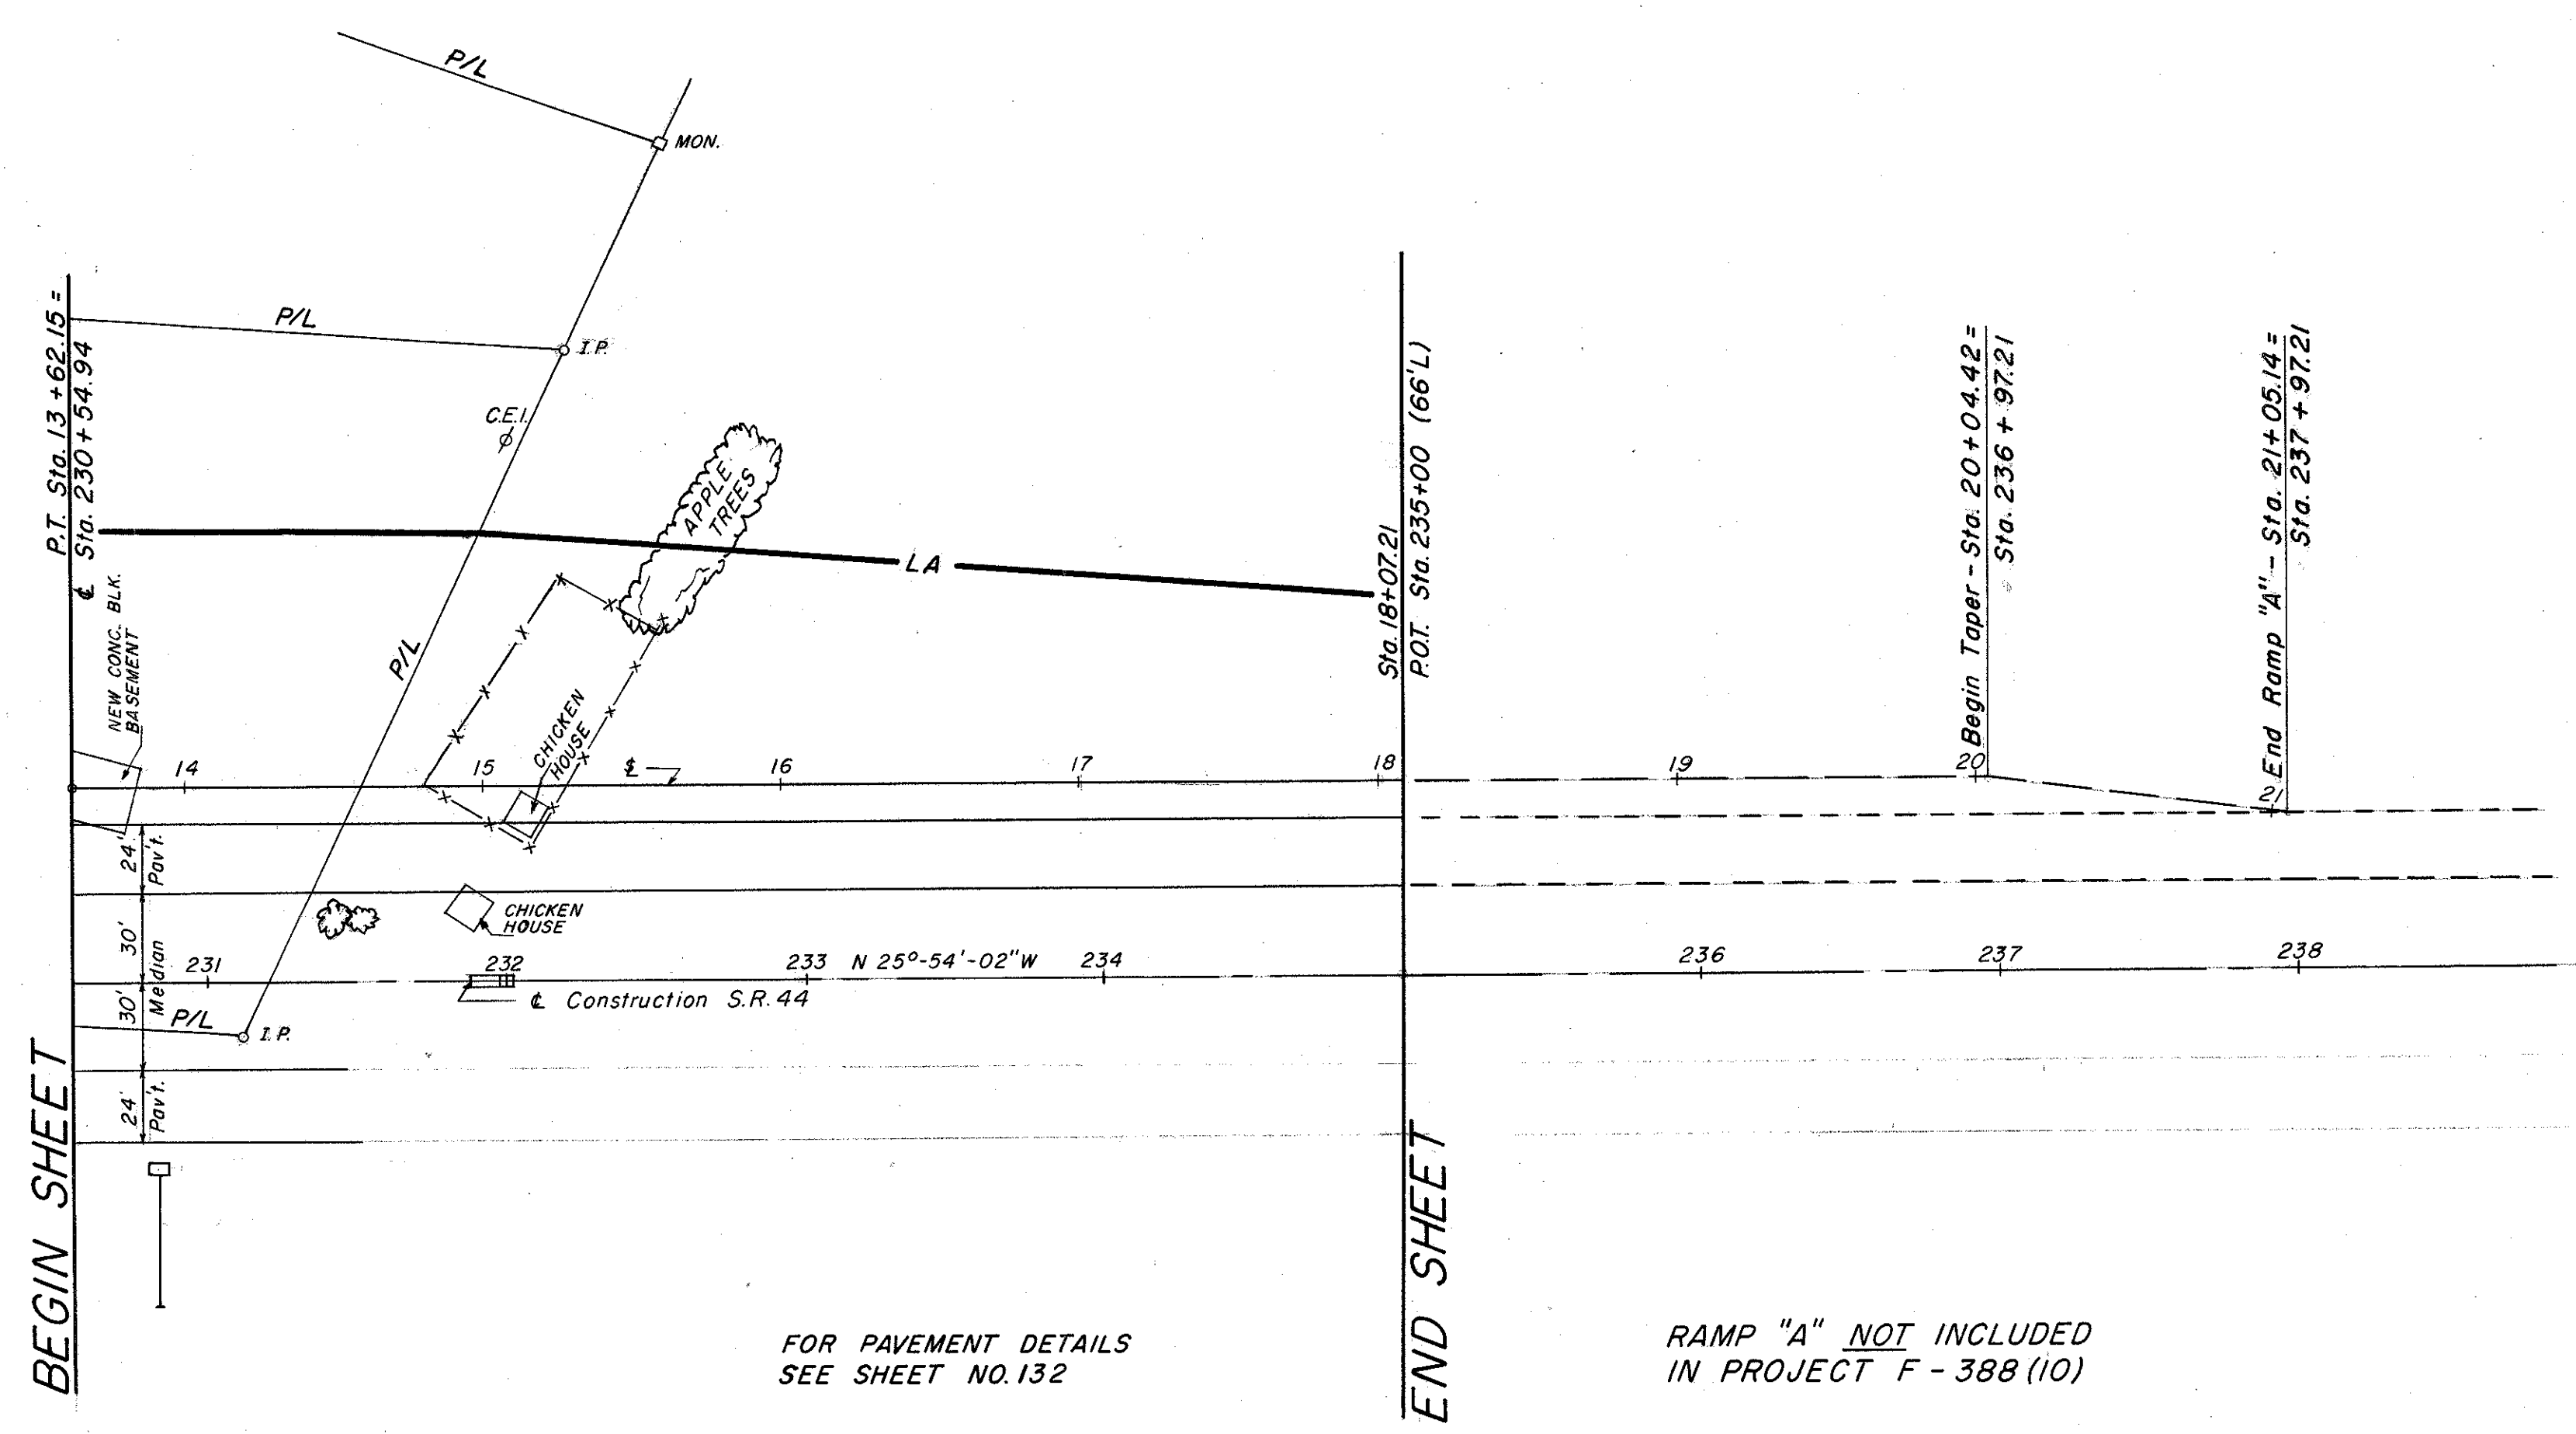 P/L
MON.
P/L
I.P.
C.E.I.
APPLE
TREES
P.T. Sta. 13+62.15 =
℄ Sta. 230+54.94
LA
Sta. 18+07.21
P.O.T. Sta. 235+00 (66'L)
Begin Taper - Sta. 20+04.42 =
Sta. 236+97.21
End Ramp "A" - Sta. 21+05.14 =
Sta. 237+97.21
NEW CONC. BLK.
BASEMENT
P/L
CHICKEN
HOUSE
14 15 ℄ 16 17 18 19 20 21
24' Pav't.
30'
CHICKEN
HOUSE
Median
231 232 233 N 25°-54'-02"W 234 236 237 238
℄ Construction S.R. 44
30'
P/L
I.P.
24' Pav't.
BEGIN SHEET
END SHEET
FOR PAVEMENT DETAILS
SEE SHEET NO. 132
RAMP "A" NOT INCLUDED
IN PROJECT F-388(10)